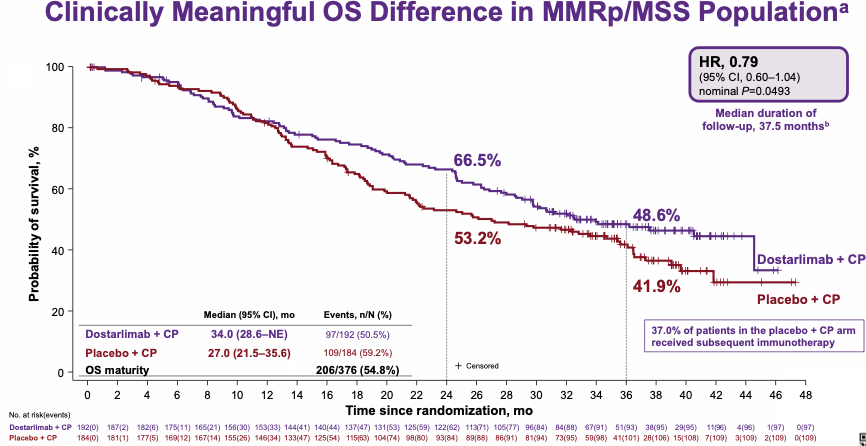 Clinically Meaningful OS Difference in MMRp/MSS Populationᵃ
HR, 0.79
(95% CI, 0.60–1.04)
nominal P=0.0493
Median duration of
follow-up, 37.5 monthsᵇ
Probability of survival, %
100
80
60
40
20
0
66.5%
53.2%
48.6%
41.9%
Dostarlimab + CP
Placebo + CP
Median (95% CI), mo Events, n/N (%)
Dostarlimab + CP 34.0 (28.6–NE) 97/192 (50.5%)
Placebo + CP 27.0 (21.5–35.6) 109/184 (59.2%)
OS maturity 206/376 (54.8%)
+ Censored
37.0% of patients in the placebo + CP arm
received subsequent immunotherapy
0 2 4 6 8 10 12 14 16 18 20 22 24 26 28 30 32 34 36 38 40 42 44 46 48
Time since randomization, mo
No. at risk(events)
Dostarlimab + CP 192(0) 187(2) 182(6) 175(11) 165(21) 156(30) 153(33) 144(41) 140(44) 137(47) 131(53) 125(59) 122(62) 113(71) 105(77) 96(84) 84(88) 67(91) 51(93) 38(95) 29(95) 11(96) 4(96) 1(97) 0(97)
Placebo + CP 184(0) 181(1) 177(5) 169(12) 167(14) 155(26) 146(34) 133(47) 125(54) 115(63) 104(74) 98(80) 93(84) 89(88) 86(91) 81(94) 73(95) 59(98) 41(101) 28(106) 15(108) 7(109) 3(109) 2(109) 0(109)